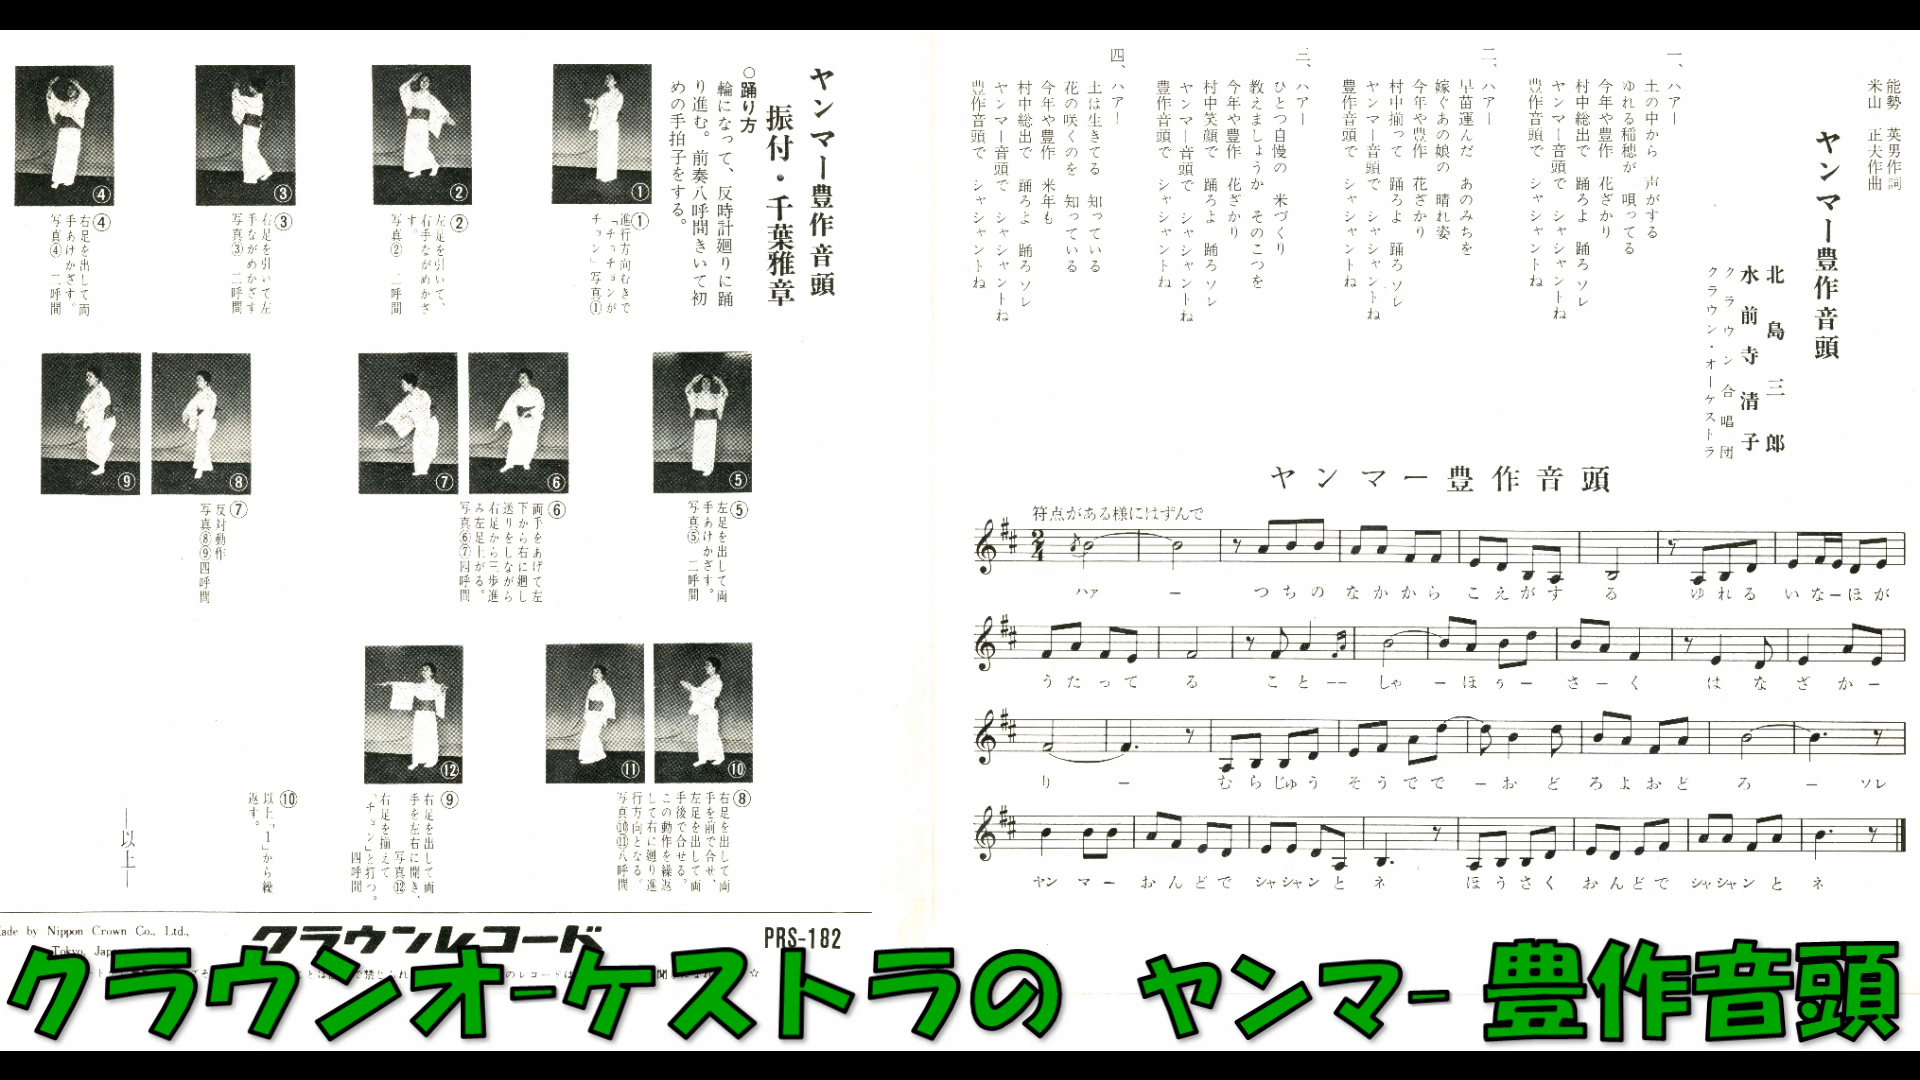 能勢 英男作詞
米山 正夫作曲
ヤンマー豊作音頭
北島三郎
水前寺清子
クラウン合唱団
クラウン・オーケストラ
一、ハアー
土の中から 声がする
ゆれる稲穂が 唄ってる
今年や豊作 花ざかり
村中総出で 踊ろよ 踊ろ ソレ
ヤンマー音頭で シャシャントね
豊作音頭で シャシャントね
二、ハアー
早苗運んだ あのみちを
嫁ぐあの娘の 晴れ姿
今年や豊作 花ざかり
村中揃って 踊ろよ 踊ろ ソレ
ヤンマー音頭で シャシャントね
豊作音頭で シャシャントね
三、ハアー
ひとつ自慢の 米づくり
教えましょうか そのこつを
今年や豊作 花ざかり
村中笑顔で 踊ろよ 踊ろ ソレ
ヤンマー音頭で シャシャントね
豊作音頭で シャシャントね
四、ハアー
土は生きてる 知っている
花の咲くのを 知っている
今年や豊作 来年も
村中総出で 踊ろよ 踊ろ ソレ
ヤンマー音頭で シャシャントね
豊作音頭で シャシャントね
ヤンマー豊作音頭
符点がある様にはずんで
2/4
ハァ ー つちの なかから こえがす る ゆれる いなーほが
うたって る こと-- しゃ ーほぅー さーく はな ざかー
り ー むらじゅう そうでで ーおど ろよおど ろ ー ソレ
ヤン マー おんどで シャシャンと ネ ほうさく おんどで シャシャンと ネ
ヤンマー豊作音頭
振付・千葉雅章
○踊り方
輪になって、反時計廻りに踊
り進む。前奏八呼間きいて初
めの手拍子をする。
①
②
③
④
①進行方向むきで
「チョチョンが
チョン」写真①
②左足を引いて、
右手ながめかざ
す。
写真② 二呼間
③右足を引いて左
手ながめかざす
写真③ 二呼間
④右足を出して両
手あけかざす。
写真④ 二呼間
⑤
⑥
⑦
⑧
⑨
⑤左足を出して両
手あけかざす。
写真⑤ 二呼間
⑥両手をあげて左
下から右に廻し
送りをしながら
右足から三歩進
み左足上がる。
写真⑥⑦四呼間
⑦反対動作
写真⑧⑨四呼間
⑩
⑪
⑫
⑧右足を出して両
手を前で合せ、
左足を出して両
手後で合せる。
この動作を繰返
して右に廻り進
行方向となる。
写真⑩⑪八呼間
⑨右足を出して両
手を左右に開き、
写真⑫
右足を揃えて
「チョン」と打つ。
四呼間
⑩以上「1」から繰
返す。
―以上―
ade by Nippon Crown Co., Ltd.,
Tokyo, Jap
クラウンレコード
PRS-182
クラウンオーケストラの ヤンマー豊作音頭